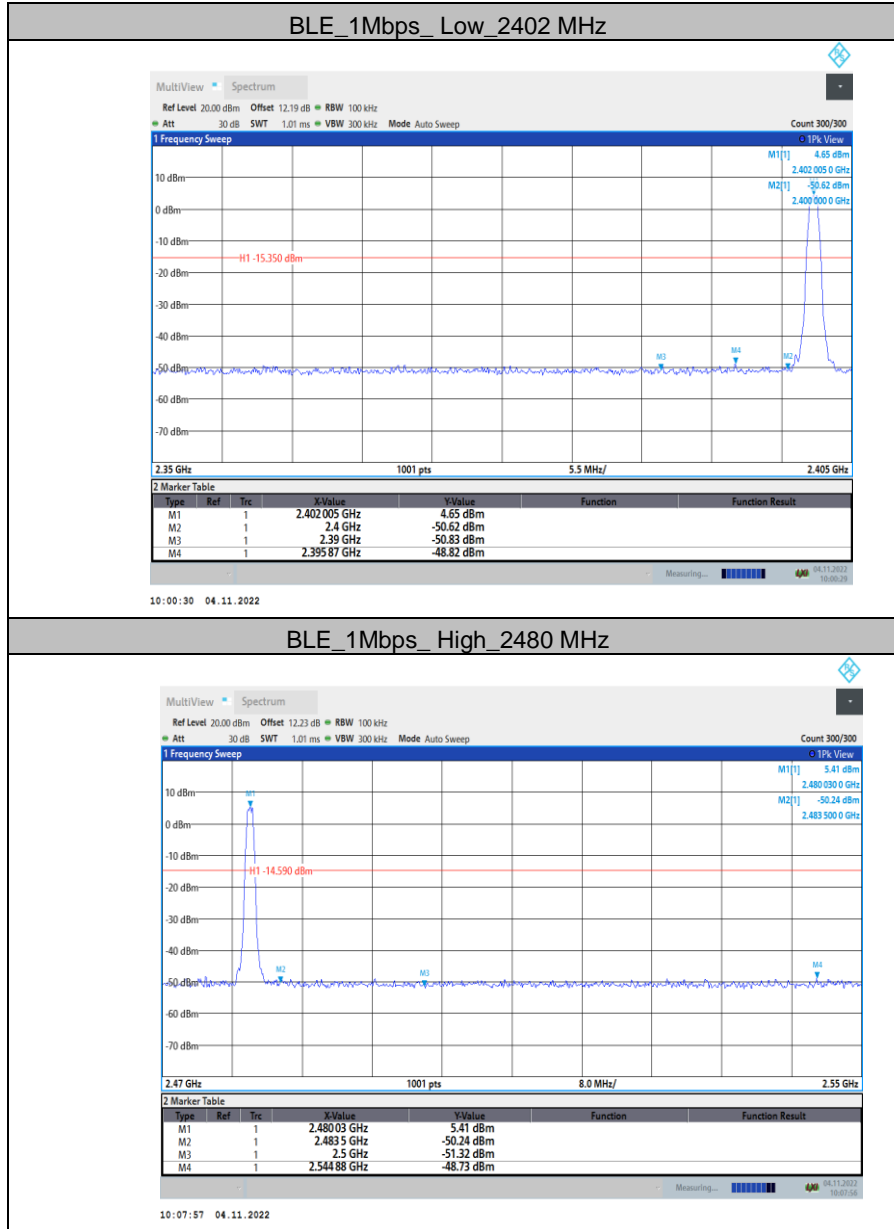 BLE_1Mbps_ Low_2402 MHz
MultiView Spectrum
Ref Level 20.00 dBm Offset 12.19 dB RBW 100 kHz
Att 30 dB SWT 1.01 ms VBW 300 kHz Mode Auto Sweep Count 300/300
1 Frequency Sweep 1Pk View
M1[1] 4.65 dBm
2.402 005 0 GHz
10 dBm
M2[1] -50.62 dBm
2.400 000 0 GHz
0 dBm
-10 dBm
H1 -15.350 dBm
-20 dBm
-30 dBm
-40 dBm
M3 M4 M2
-50 dBm
-60 dBm
-70 dBm
2.35 GHz 1001 pts 5.5 MHz/ 2.405 GHz
2 Marker Table
Type Ref Trc X-Value Y-Value Function Function Result
M1 1 2.402 005 GHz 4.65 dBm
M2 1 2.4 GHz -50.62 dBm
M3 1 2.39 GHz -50.83 dBm
M4 1 2.395 87 GHz -48.82 dBm
Measuring... 04.11.2022
10:00:29
10:00:30 04.11.2022
BLE_1Mbps_ High_2480 MHz
MultiView Spectrum
Ref Level 20.00 dBm Offset 12.23 dB RBW 100 kHz
Att 30 dB SWT 1.01 ms VBW 300 kHz Mode Auto Sweep Count 300/300
1 Frequency Sweep 1Pk View
M1[1] 5.41 dBm
2.480 030 0 GHz
10 dBm M1
M2[1] -50.24 dBm
2.483 500 0 GHz
0 dBm
-10 dBm
H1 -14.590 dBm
-20 dBm
-30 dBm
-40 dBm
M2 M3 M4
-50 dBm
-60 dBm
-70 dBm
2.47 GHz 1001 pts 8.0 MHz/ 2.55 GHz
2 Marker Table
Type Ref Trc X-Value Y-Value Function Function Result
M1 1 2.480 03 GHz 5.41 dBm
M2 1 2.483 5 GHz -50.24 dBm
M3 1 2.5 GHz -51.32 dBm
M4 1 2.544 88 GHz -48.73 dBm
Measuring... 04.11.2022
10:07:56
10:07:57 04.11.2022